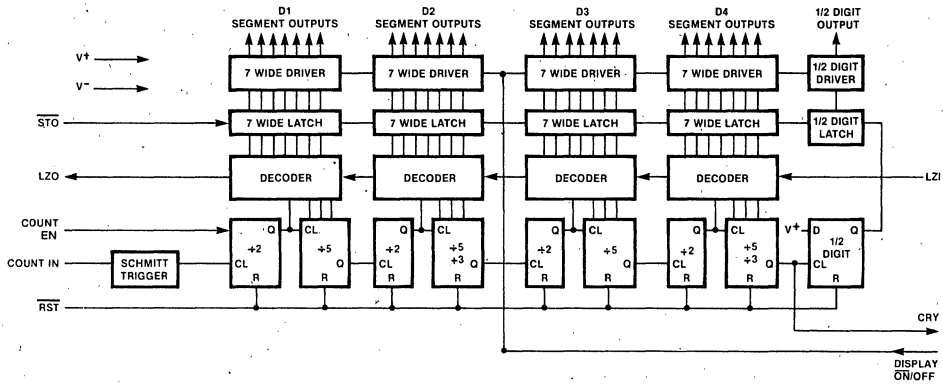 D1 D2 D3 D4 1/2 DIGIT
SEGMENT OUTPUTS SEGMENT OUTPUTS SEGMENT OUTPUTS SEGMENT OUTPUTS OUTPUT
V+
V−
7 WIDE DRIVER 7 WIDE DRIVER 7 WIDE DRIVER 7 WIDE DRIVER 1/2 DIGIT
DRIVER
STO 7 WIDE LATCH 7 WIDE LATCH 7 WIDE LATCH 7 WIDE LATCH 1/2 DIGIT
LATCH
LZO DECODER DECODER DECODER DECODER LZI
COUNT
EN
Q CL Q CL Q CL Q CL V+ D Q
÷2 ÷5 ÷2 ÷5 ÷2 ÷5 ÷2 ÷5 1/2
÷3 ÷3 DIGIT
COUNT IN SCHMITT
TRIGGER
CL Q CL Q CL Q CL Q CL
R R R R R R R R R
RST
CRY
DISPLAY
ON/OFF